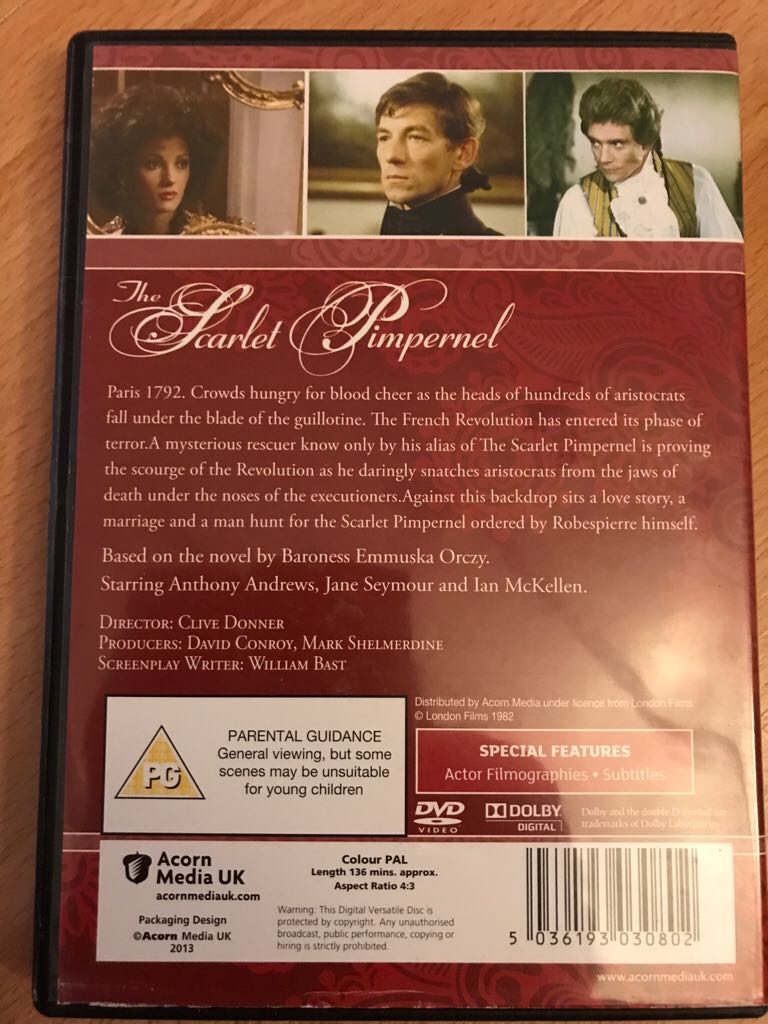 The Scarlet Pimpernel
Paris 1792. Crowds hungry for blood cheer as the heads of hundreds of aristocrats
fall under the blade of the guillotine. The French Revolution has entered its phase of
terror.A mysterious rescuer know only by his alias of The Scarlet Pimpernel is proving
the scourge of the Revolution as he daringly snatches aristocrats from the jaws of
death under the noses of the executioners.Against this backdrop sits a love story, a
marriage and a man hunt for the Scarlet Pimpernel ordered by Robespierre himself.
Based on the novel by Baroness Emmuska Orczy.
Starring Anthony Andrews, Jane Seymour and Ian McKellen.
DIRECTOR: CLIVE DONNER
PRODUCERS: DAVID CONROY, MARK SHELMERDINE
SCREENPLAY WRITER: WILLIAM BAST
PG
PARENTAL GUIDANCE
General viewing, but some
scenes may be unsuitable
for young children
Distributed by Acorn Media under licence from London Films
© London Films 1982
SPECIAL FEATURES
Actor Filmographies • Subtitles
DVD
VIDEO
DOLBY
DIGITAL
Dolby and the double D symbol are
trademarks of Dolby Laboratories
Acorn
Media UK
acornmediauk.com
Packaging Design
©Acorn Media UK
2013
Colour PAL
Length 136 mins. approx.
Aspect Ratio 4:3
Warning: This Digital Versatile Disc is
protected by copyright. Any unauthorised
broadcast, public performance, copying or
hiring is strictly prohibited.
5 036193 030802
www.acornmediauk.com